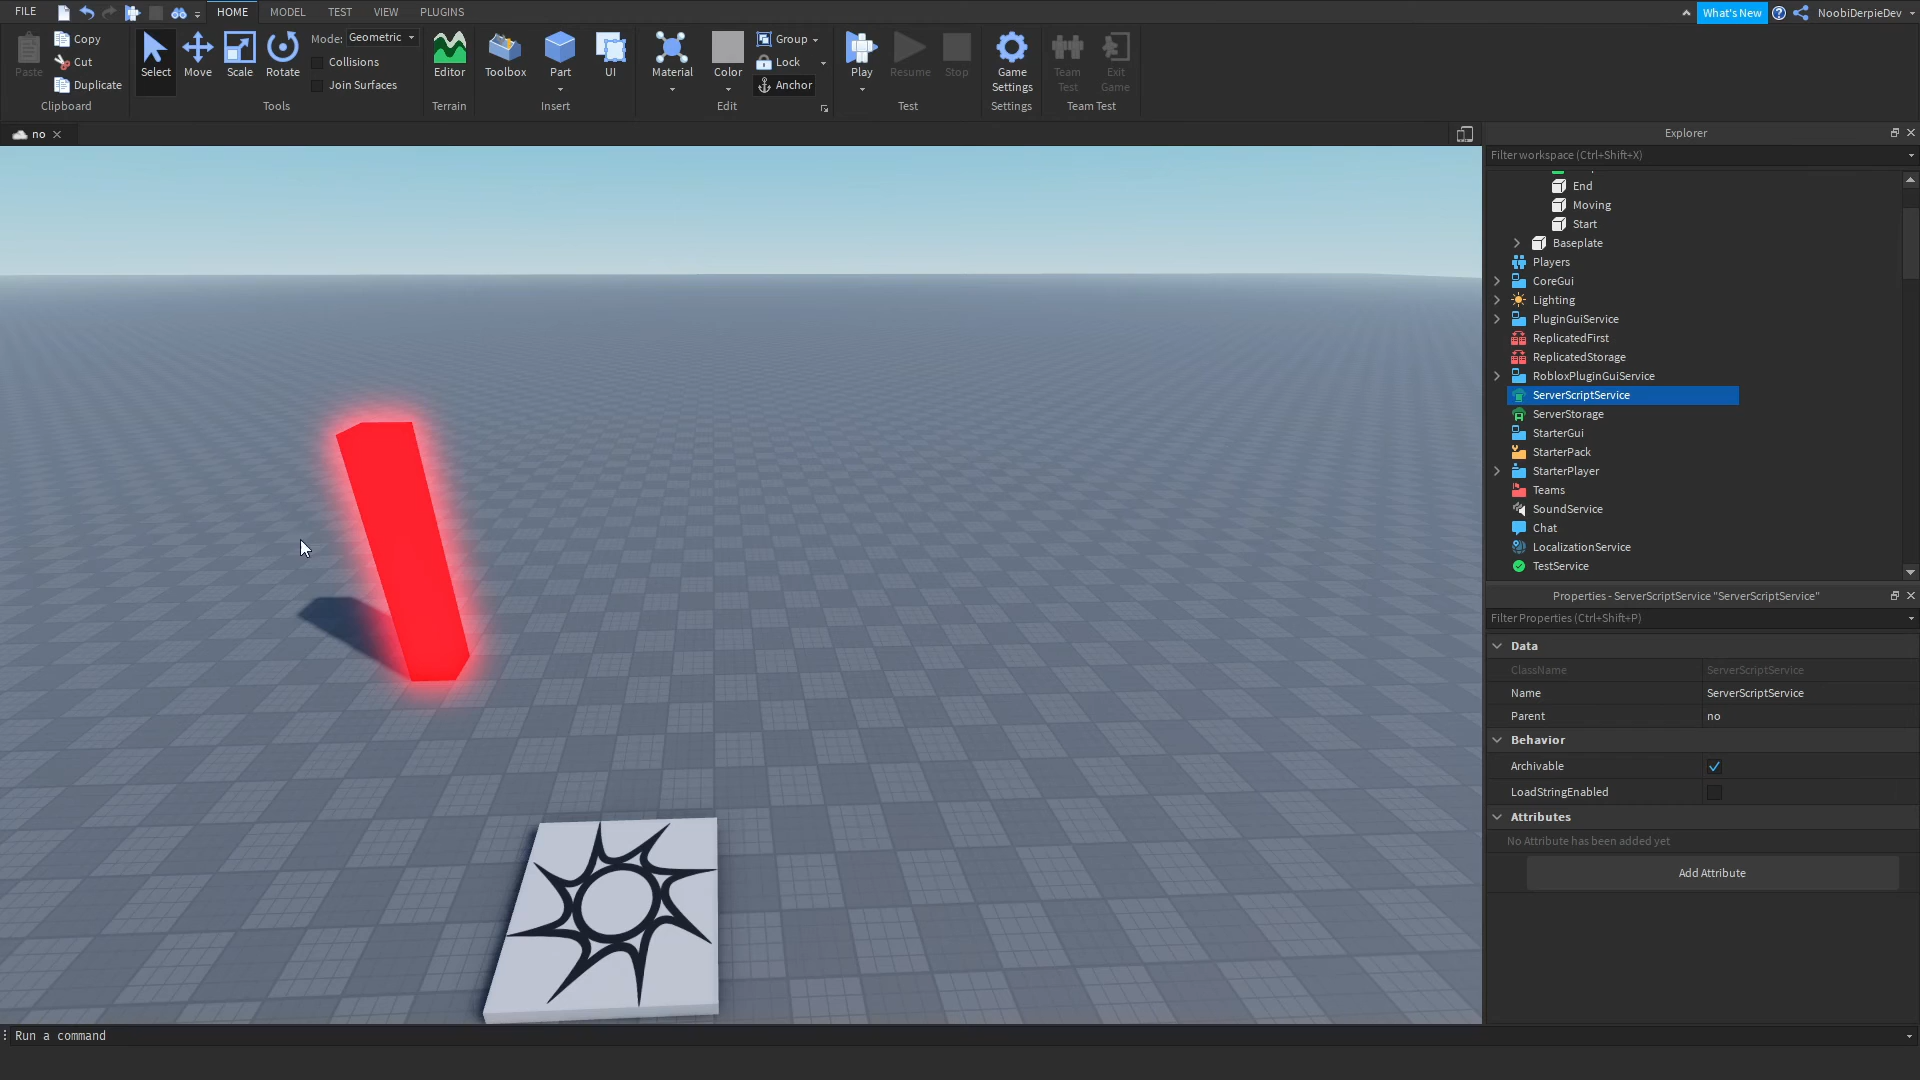 FILE
HOME
MODEL
TEST
VIEW
PLUGINS
What's New
NoobiDerpieDev
Paste
Copy
Cut
Duplicate
Clipboard
Select
Move
Scale
Rotate
Mode: Geometric
Collisions
Join Surfaces
Tools
Editor
Terrain
Toolbox
Part
UI
Insert
Material
Color
Group
Lock
Anchor
Edit
Play
Resume
Stop
Test
Game
Settings
Settings
Team
Test
Exit
Game
Team Test
no
Explorer
Filter workspace (Ctrl+Shift+X)
End
Moving
Start
Baseplate
Players
CoreGui
Lighting
PluginGuiService
ReplicatedFirst
ReplicatedStorage
RobloxPluginGuiService
ServerScriptService
ServerStorage
StarterGui
StarterPack
StarterPlayer
Teams
SoundService
Chat
LocalizationService
TestService
Properties - ServerScriptService "ServerScriptService"
Filter Properties (Ctrl+Shift+P)
Data
ClassName ServerScriptService
Name ServerScriptService
Parent no
Behavior
Archivable
LoadStringEnabled
Attributes
No Attribute has been added yet
Add Attribute
Run a command